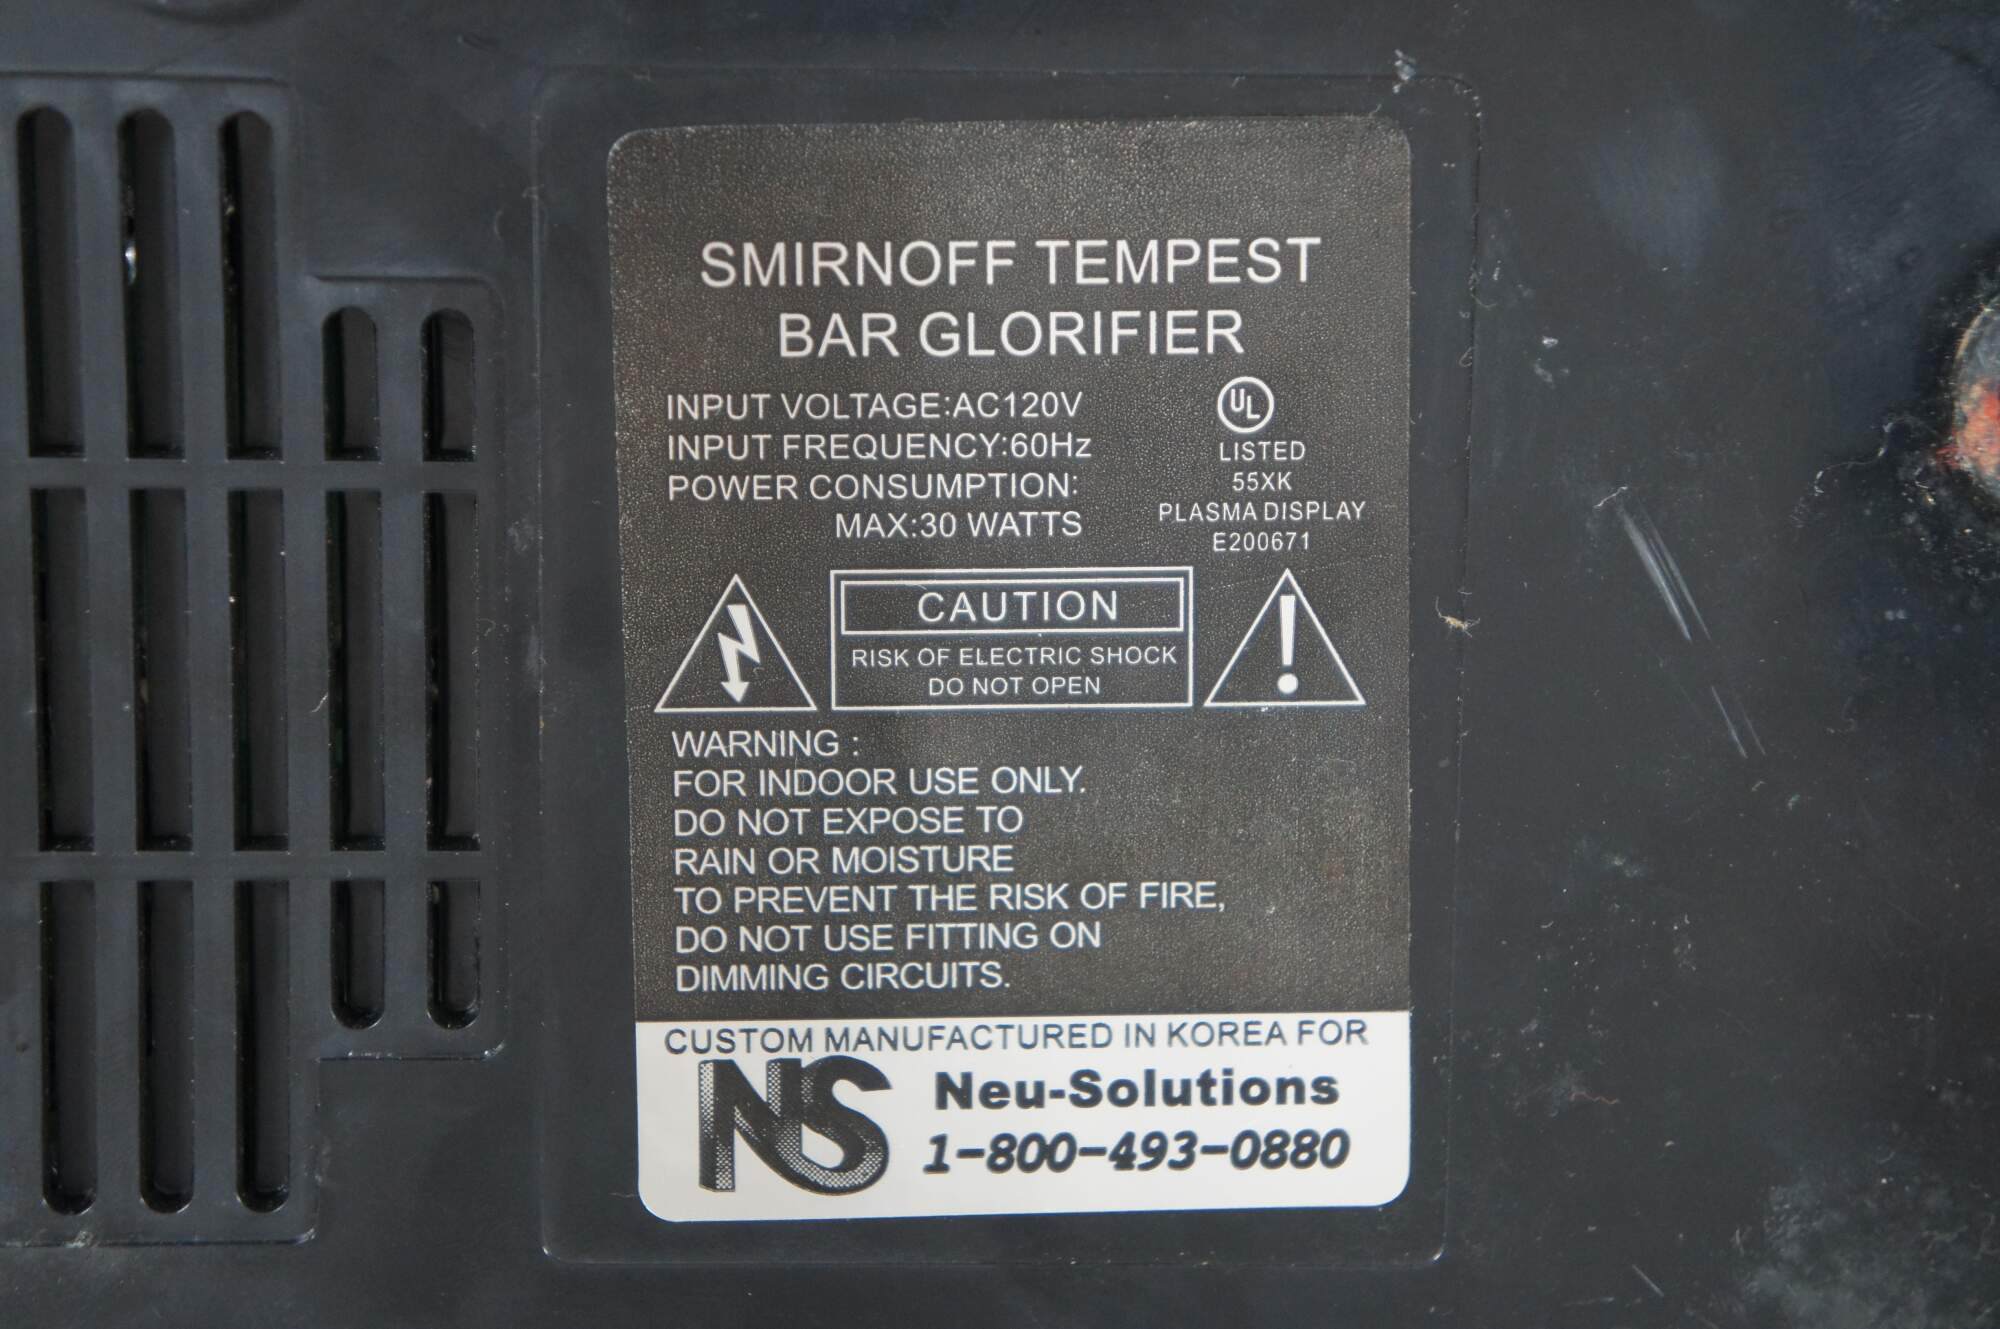 SMIRNOFF TEMPEST
BAR GLORIFIER
INPUT VOLTAGE:AC120V
INPUT FREQUENCY:60Hz
POWER CONSUMPTION:
MAX:30 WATTS
UL
LISTED
55XK
PLASMA DISPLAY
E200671
CAUTION
RISK OF ELECTRIC SHOCK
DO NOT OPEN
WARNING :
FOR INDOOR USE ONLY.
DO NOT EXPOSE TO
RAIN OR MOISTURE
TO PREVENT THE RISK OF FIRE,
DO NOT USE FITTING ON
DIMMING CIRCUITS.
CUSTOM MANUFACTURED IN KOREA FOR
NS
Neu-Solutions
1-800-493-0880